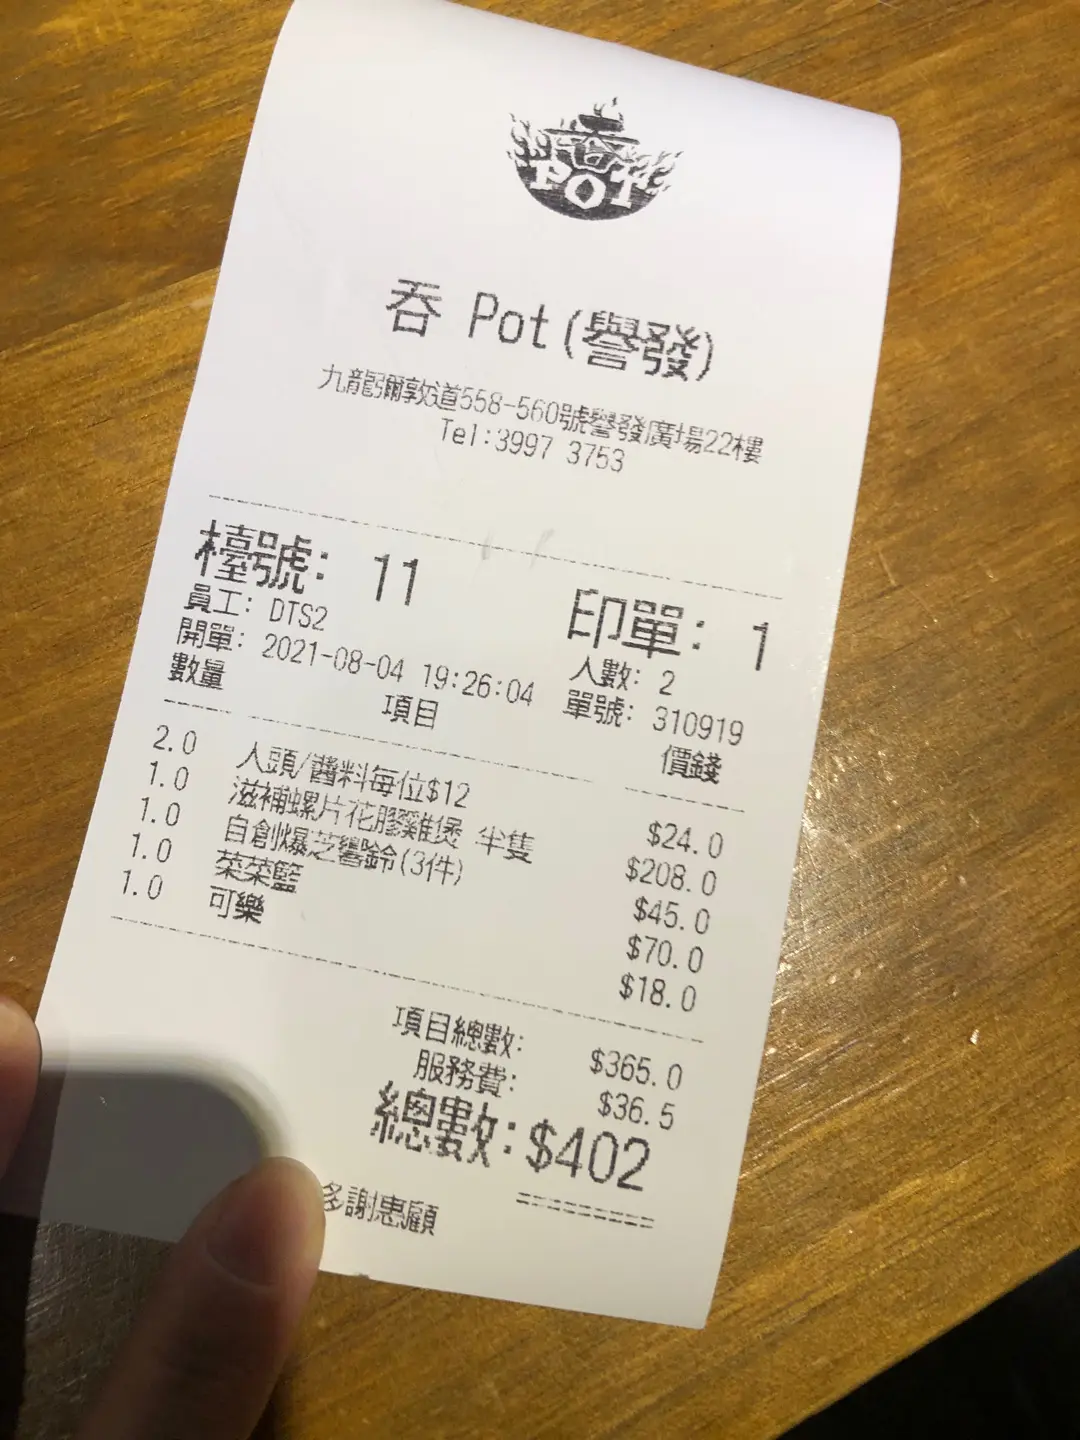 吞
POT
吞 Pot(譽發)
九龍彌敦道558-560號譽發廣場22樓
Tel:3997 3753
檯號: 11 印單: 1
員工: DTS2 人數: 2
開單: 2021-08-04 19:26:04 單號: 310919
數量 項目 價錢
2.0 人頭/醬料每位$12 $24.0
1.0 滋補螺片花膠雞煲 半隻 $208.0
1.0 自創爆芝響鈴(3件) $45.0
1.0 菜菜籃 $70.0
1.0 可樂 $18.0
項目總數: $365.0
服務費: $36.5
總數: $402
多謝惠顧